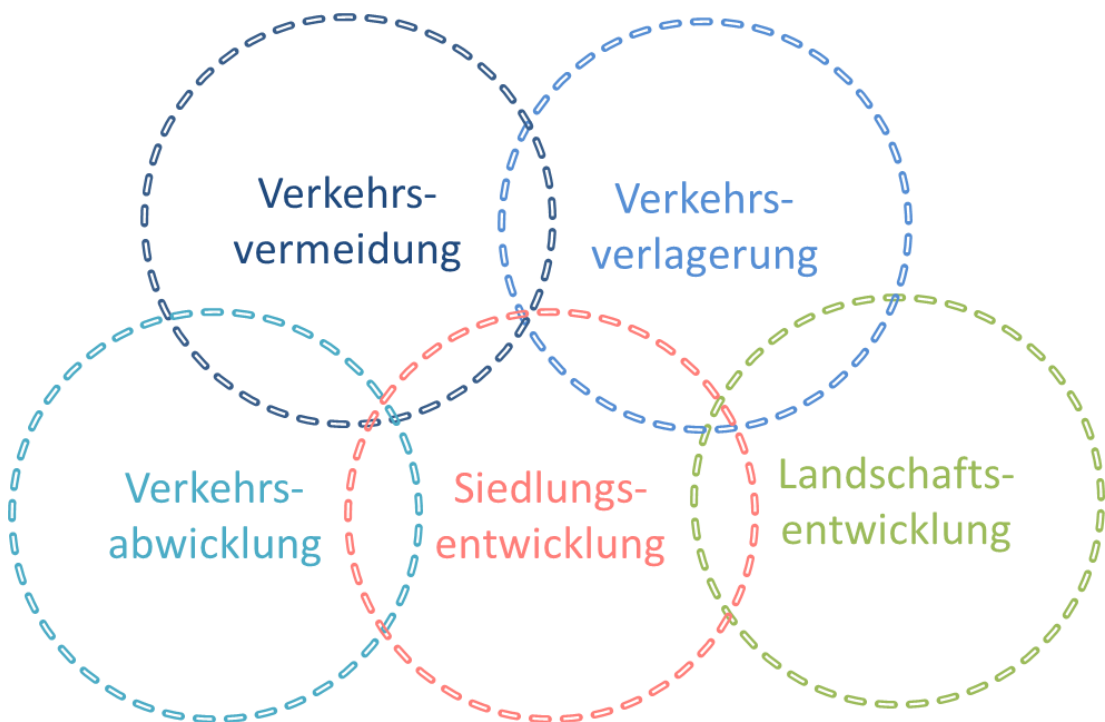 Verkehrs-
vermeidung
Verkehrs-
verlagerung
Verkehrs-
abwicklung
Siedlungs-
entwicklung
Landschafts-
entwicklung